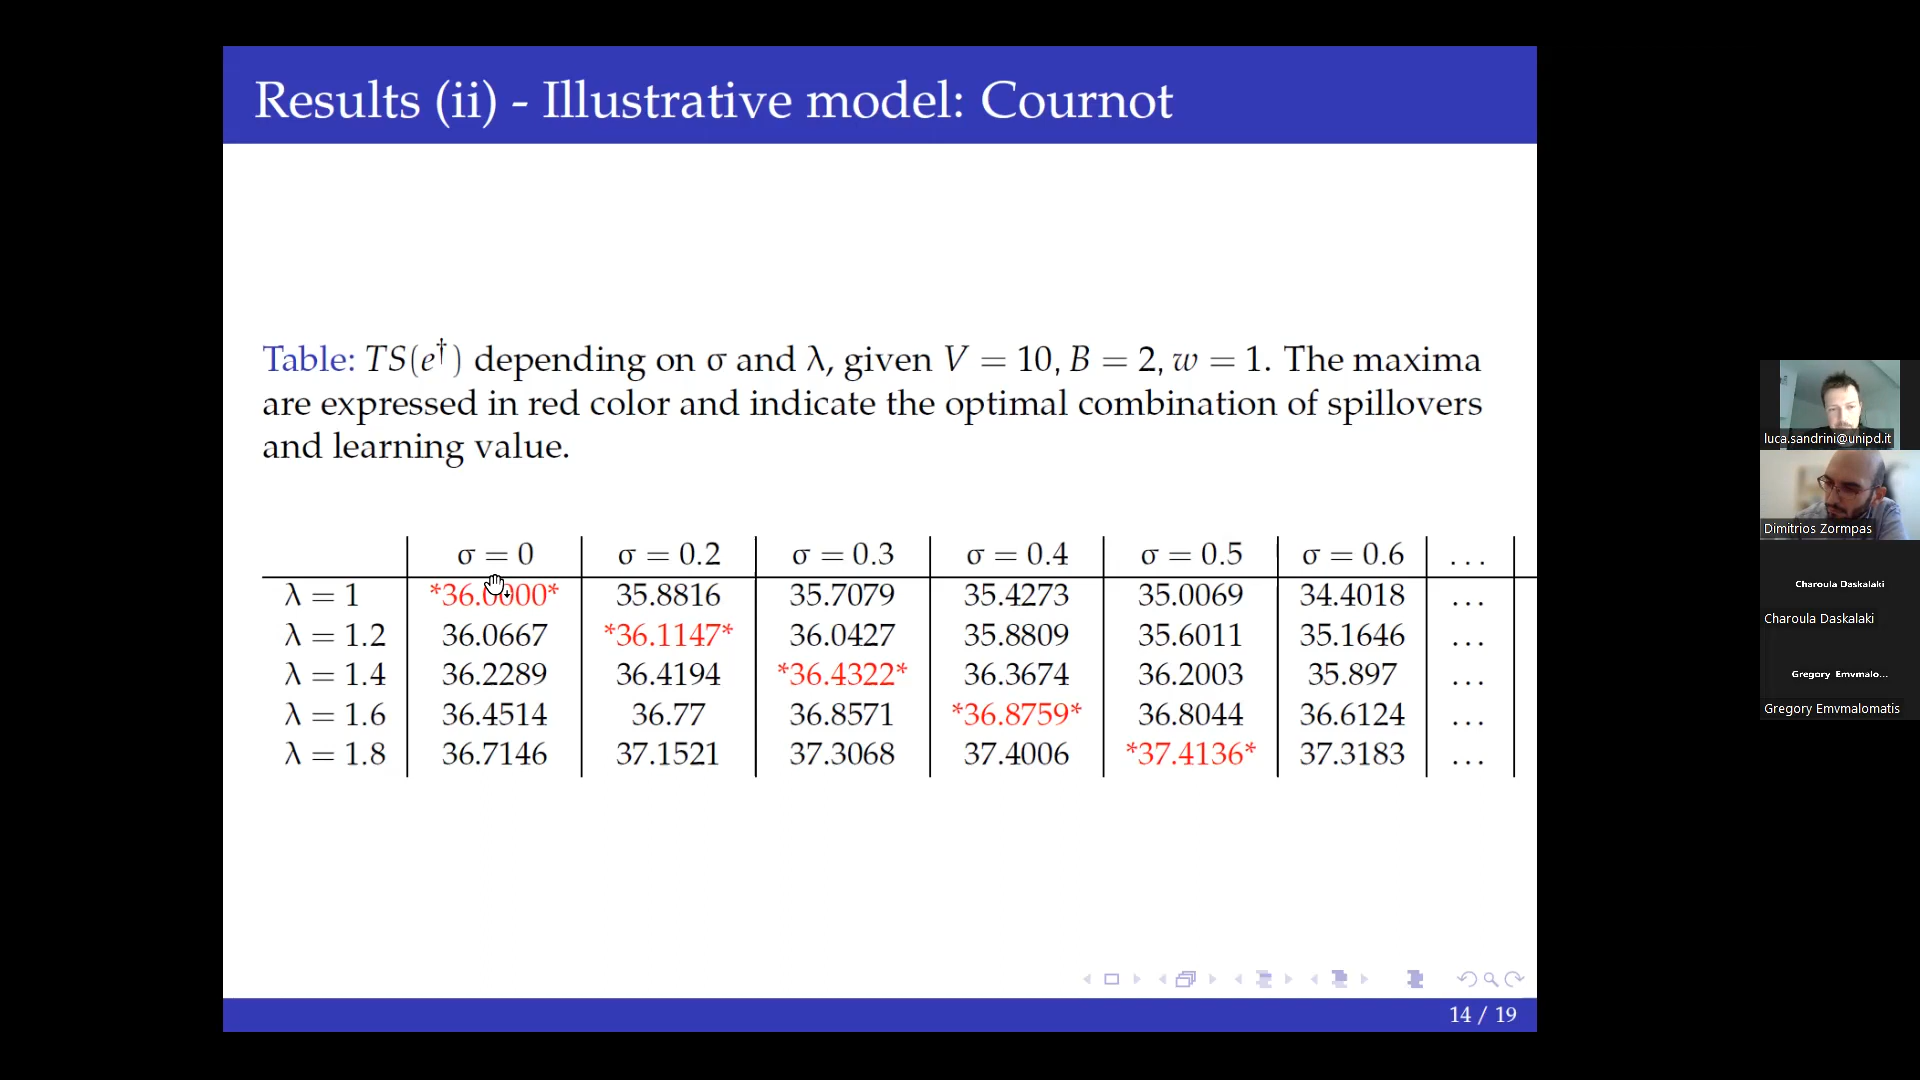 Results (ii) - Illustrative model: Cournot
Table: TS(e†) depending on σ and λ, given V = 10, B = 2, w = 1. The maxima
are expressed in red color and indicate the optimal combination of spillovers
and learning value.
σ = 0 σ = 0.2 σ = 0.3 σ = 0.4 σ = 0.5 σ = 0.6 ...
λ = 1 *36.0000* 35.8816 35.7079 35.4273 35.0069 34.4018 ...
λ = 1.2 36.0667 *36.1147* 36.0427 35.8809 35.6011 35.1646 ...
λ = 1.4 36.2289 36.4194 *36.4322* 36.3674 36.2003 35.897 ...
λ = 1.6 36.4514 36.77 36.8571 *36.8759* 36.8044 36.6124 ...
λ = 1.8 36.7146 37.1521 37.3068 37.4006 *37.4136* 37.3183 ...
14 / 19
luca.sandrini@unipd.it
Dimitrios Zormpas
Charoula Daskalaki
Charoula Daskalaki
Gregory Emvmalo...
Gregory Emvmalomatis